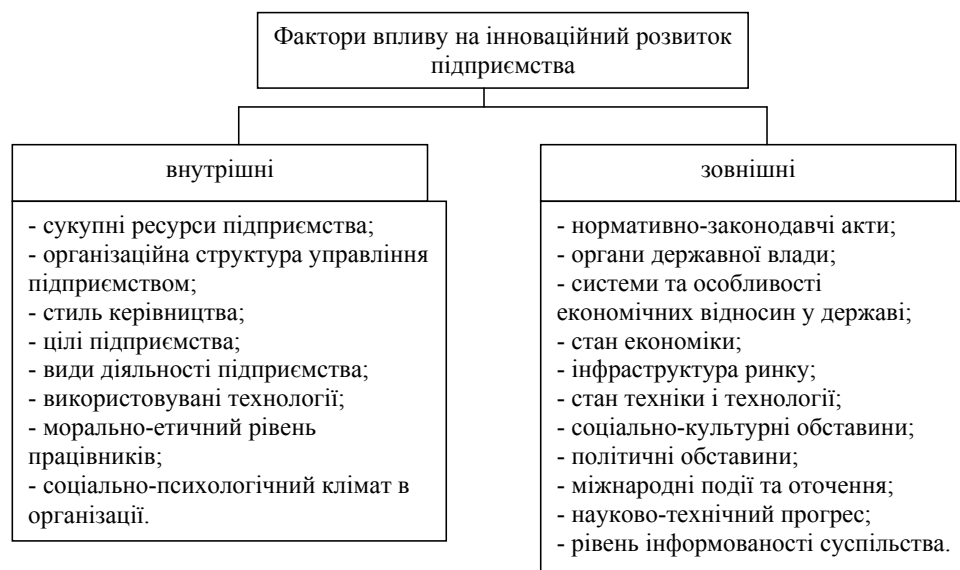 Фактори впливу на інноваційний розвиток
підприємства
внутрішні
- сукупні ресурси підприємства;
- організаційна структура управління
підприємством;
- стиль керівництва;
- цілі підприємства;
- види діяльності підприємства;
- використовувані технології;
- морально-етичний рівень
працівників;
- соціально-психологічний клімат в
організації.
зовнішні
- нормативно-законодавчі акти;
- органи державної влади;
- системи та особливості
економічних відносин у державі;
- стан економіки;
- інфраструктура ринку;
- стан техніки і технології;
- соціально-культурні обставини;
- політичні обставини;
- міжнародні події та оточення;
- науково-технічний прогрес;
- рівень інформованості суспільства.